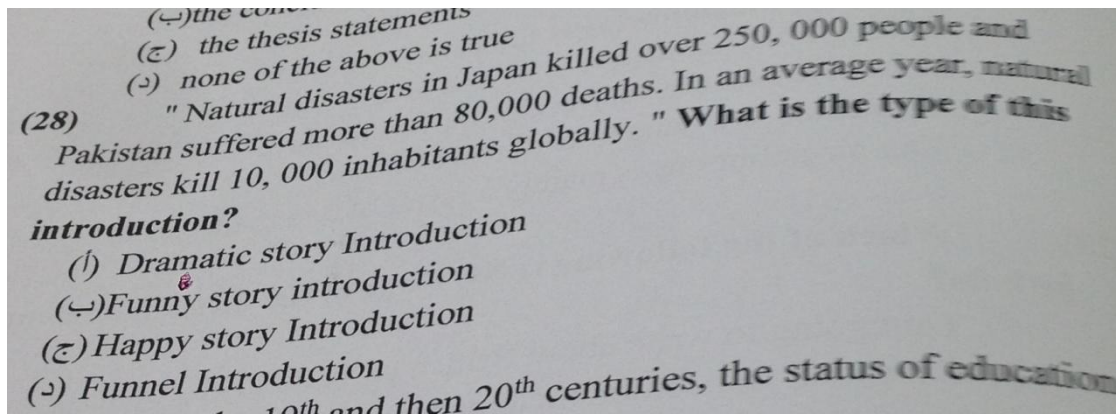 (ب)the
(ج) the thesis statements
(د) none of the above is true
(28) " Natural disasters in Japan killed over 250, 000 people and
Pakistan suffered more than 80,000 deaths. In an average year, natural
disasters kill 10, 000 inhabitants globally. " What is the type of this
introduction?
(أ) Dramatic story Introduction
(ب)Funny story introduction
(ج) Happy story Introduction
(د) Funnel Introduction
19th and then 20th centuries, the status of education